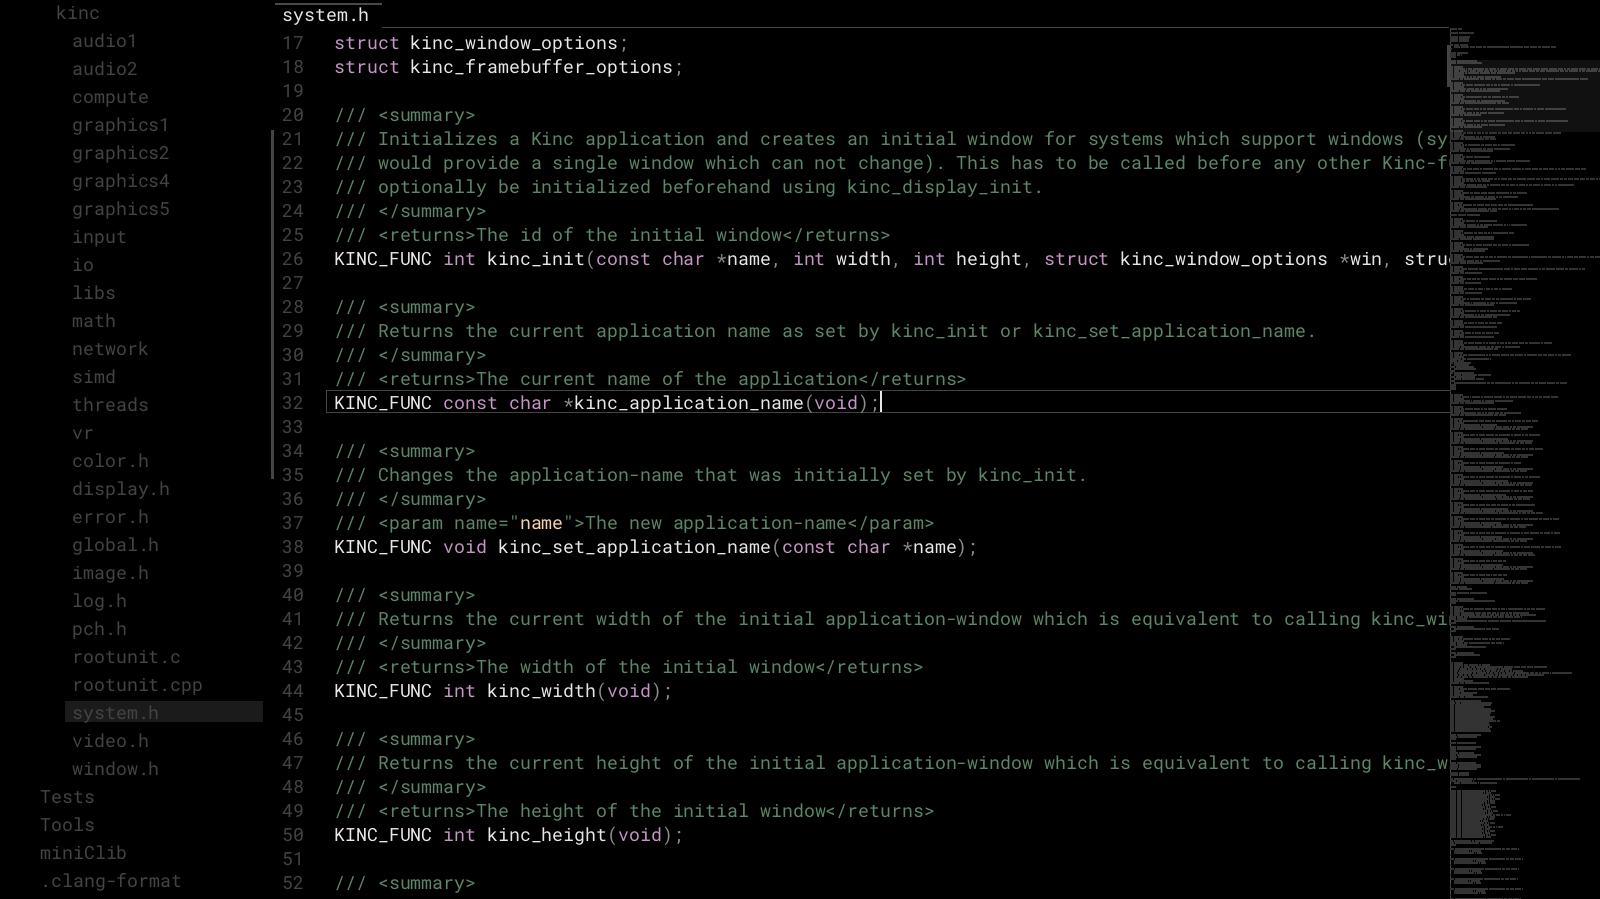 kinc
audio1
audio2
compute
graphics1
graphics2
graphics4
graphics5
input
io
libs
math
network
simd
threads
vr
color.h
display.h
error.h
global.h
image.h
log.h
pch.h
rootunit.c
rootunit.cpp
system.h
video.h
window.h
Tests
Tools
miniClib
.clang-format
system.h
17 struct kinc_window_options;
18 struct kinc_framebuffer_options;
19
20 /// <summary>
21 /// Initializes a Kinc application and creates an initial window for systems which support windows (sy
22 /// would provide a single window which can not change). This has to be called before any other Kinc-f
23 /// optionally be initialized beforehand using kinc_display_init.
24 /// </summary>
25 /// <returns>The id of the initial window</returns>
26 KINC_FUNC int kinc_init(const char *name, int width, int height, struct kinc_window_options *win, stru
27
28 /// <summary>
29 /// Returns the current application name as set by kinc_init or kinc_set_application_name.
30 /// </summary>
31 /// <returns>The current name of the application</returns>
32 KINC_FUNC const char *kinc_application_name(void);
33
34 /// <summary>
35 /// Changes the application-name that was initially set by kinc_init.
36 /// </summary>
37 /// <param name="name">The new application-name</param>
38 KINC_FUNC void kinc_set_application_name(const char *name);
39
40 /// <summary>
41 /// Returns the current width of the initial application-window which is equivalent to calling kinc_wi
42 /// </summary>
43 /// <returns>The width of the initial window</returns>
44 KINC_FUNC int kinc_width(void);
45
46 /// <summary>
47 /// Returns the current height of the initial application-window which is equivalent to calling kinc_w
48 /// </summary>
49 /// <returns>The height of the initial window</returns>
50 KINC_FUNC int kinc_height(void);
51
52 /// <summary>